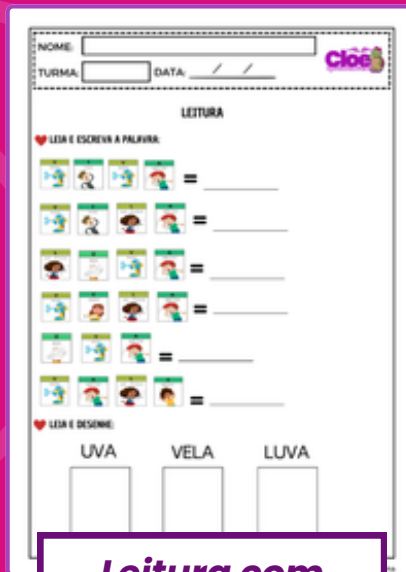 NOME:
Cloe
TURMA: DATA: / /
LEITURA
LEIA E ESCREVA A PALAVRA:
=
=
=
=
=
=
LEIA E DESENHE:
UVA VELA LUVA
Leitura com